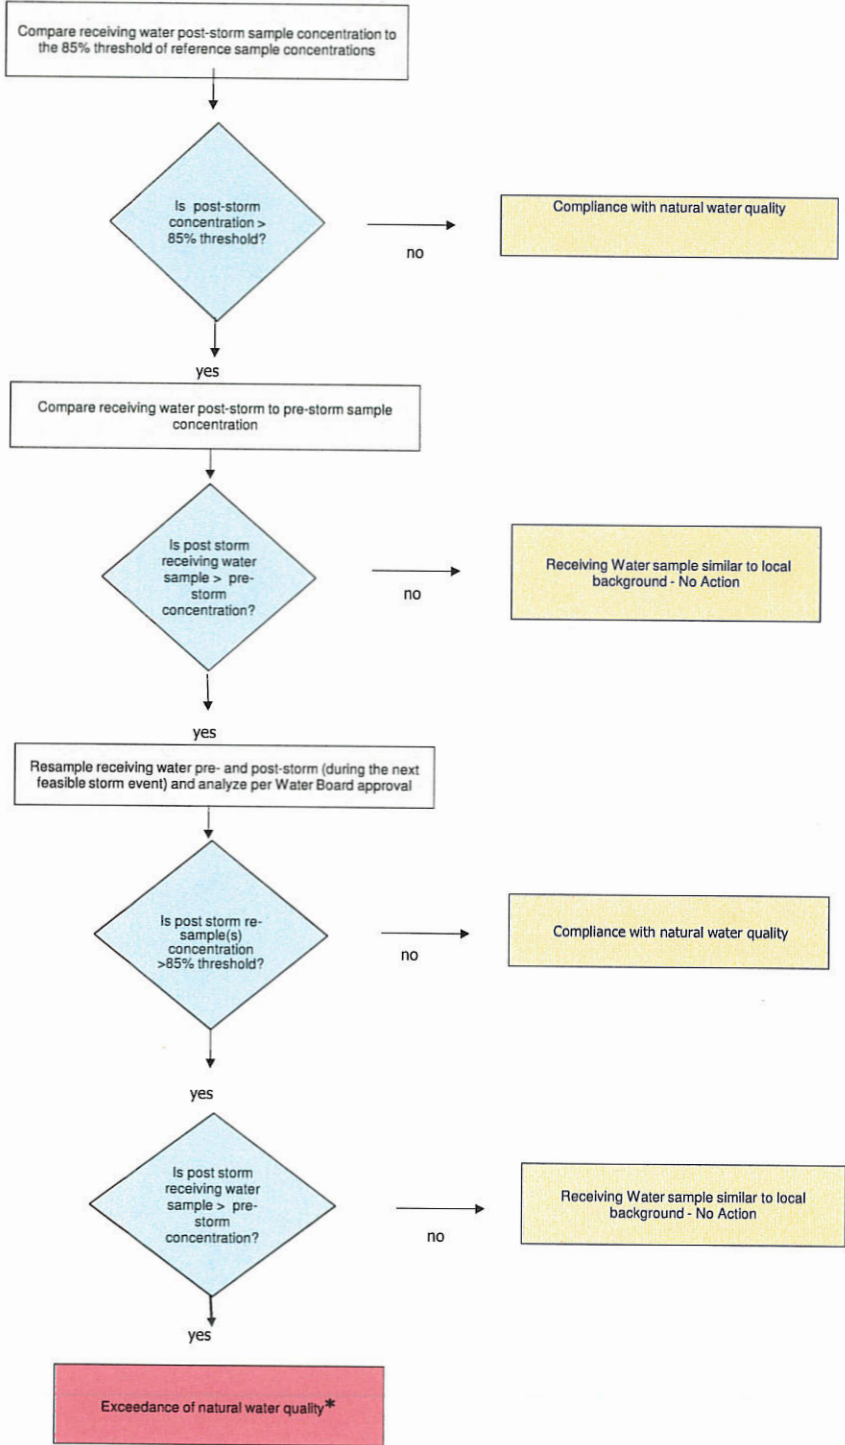 Compare receiving water post-storm sample concentration to
the 85% threshold of reference sample concentrations
Is post-storm
concentration >
85% threshold?
no
Compliance with natural water quality
yes
Compare receiving water post-storm to pre-storm sample
concentration
Is post storm
receiving water
sample > pre-
storm
concentration?
no
Receiving Water sample similar to local
background - No Action
yes
Resample receiving water pre- and post-storm (during the next
feasible storm event) and analyze per Water Board approval
Is post storm re-
sample(s)
concentration
>85% threshold?
no
Compliance with natural water quality
yes
Is post storm
receiving water
sample > pre-
storm
concentration?
no
Receiving Water sample similar to local
background - No Action
yes
Exceedance of natural water quality*